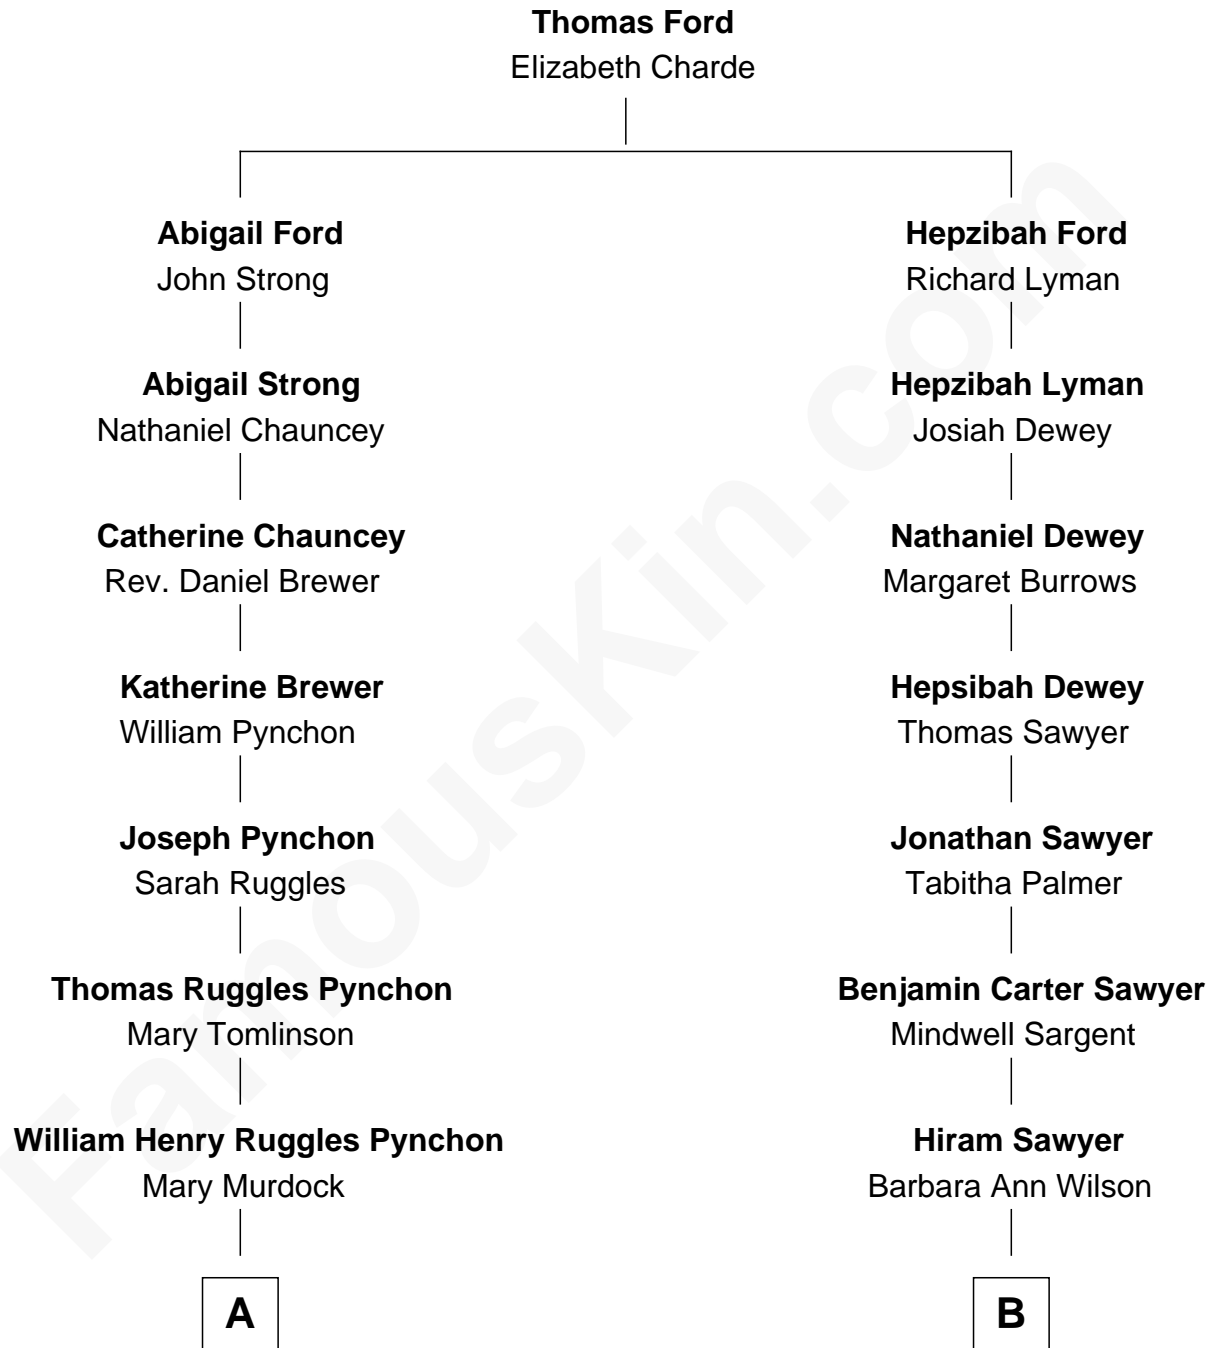 Thomas Ford
Elizabeth Charde
Abigail Ford
John Strong
Hepzibah Ford
Richard Lyman
Abigail Strong
Nathaniel Chauncey
Hepzibah Lyman
Josiah Dewey
Catherine Chauncey
Rev. Daniel Brewer
Nathaniel Dewey
Margaret Burrows
Katherine Brewer
William Pynchon
Hepsibah Dewey
Thomas Sawyer
Joseph Pynchon
Sarah Ruggles
Jonathan Sawyer
Tabitha Palmer
Thomas Ruggles Pynchon
Mary Tomlinson
Benjamin Carter Sawyer
Mindwell Sargent
William Henry Ruggles Pynchon
Mary Murdock
Hiram Sawyer
Barbara Ann Wilson
A
B
FamousKin.com